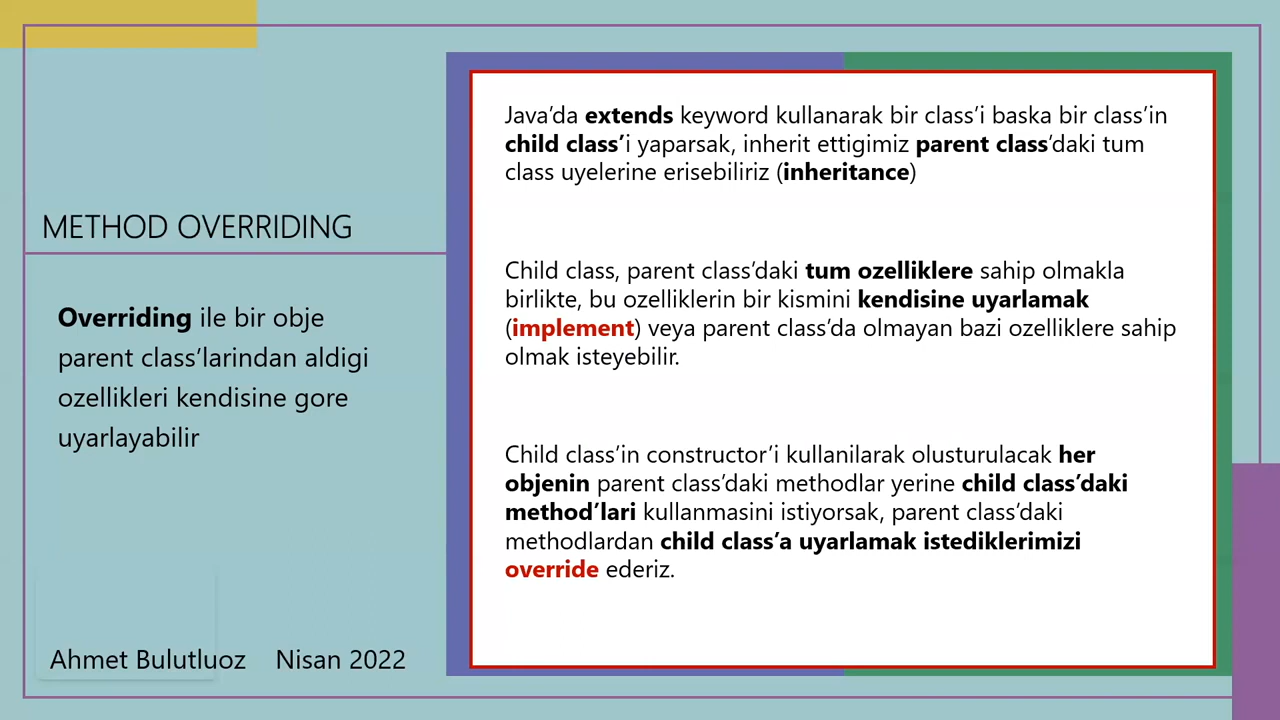 METHOD OVERRIDING
Overriding ile bir obje
parent class’larindan aldigi
ozellikleri kendisine gore
uyarlayabilir
Ahmet Bulutluoz Nisan 2022
Java’da extends keyword kullanarak bir class’i baska bir class’in
child class’i yaparsak, inherit ettigimiz parent class’daki tum
class uyelerine erisebiliriz (inheritance)
Child class, parent class’daki tum ozelliklere sahip olmakla
birlikte, bu ozelliklerin bir kismini kendisine uyarlamak
(implement) veya parent class’da olmayan bazi ozelliklere sahip
olmak isteyebilir.
Child class’in constructor’i kullanilarak olusturulacak her
objenin parent class’daki methodlar yerine child class’daki
method’lari kullanmasini istiyorsak, parent class’daki
methodlardan child class’a uyarlamak istediklerimizi
override ederiz.